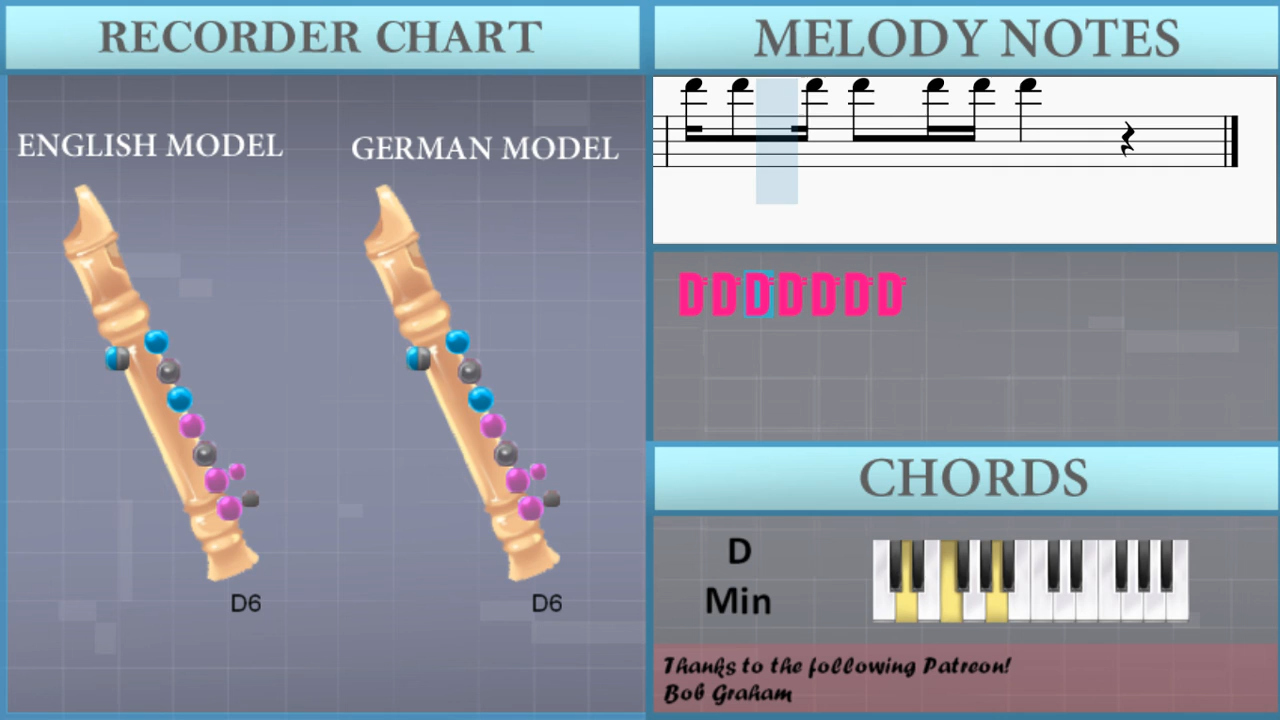 RECORDER CHART
ENGLISH MODEL
GERMAN MODEL
D6
D6
MELODY NOTES
D'' D'' D'' D'' D'' D'' D''
CHORDS
D
Min
Thanks to the following Patreon!
Bob Graham